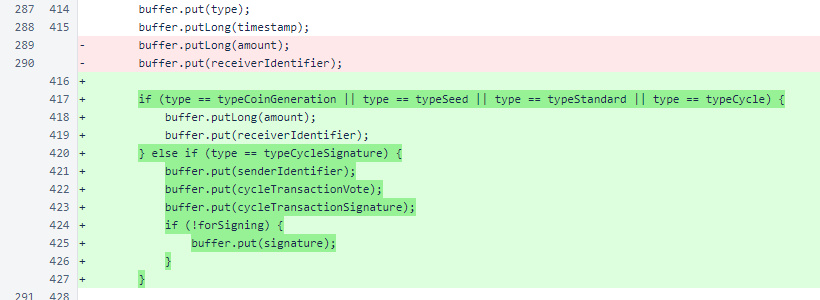 287 414 buffer.put(type);
288 415 buffer.putLong(timestamp);
289 - buffer.putLong(amount);
290 - buffer.put(receiverIdentifier);
416 +
417 + if (type == typeCoinGeneration || type == typeSeed || type == typeStandard || type == typeCycle) {
418 + buffer.putLong(amount);
419 + buffer.put(receiverIdentifier);
420 + } else if (type == typeCycleSignature) {
421 + buffer.put(senderIdentifier);
422 + buffer.put(cycleTransactionVote);
423 + buffer.put(cycleTransactionSignature);
424 + if (!forSigning) {
425 + buffer.put(signature);
426 + }
427 + }
291 428